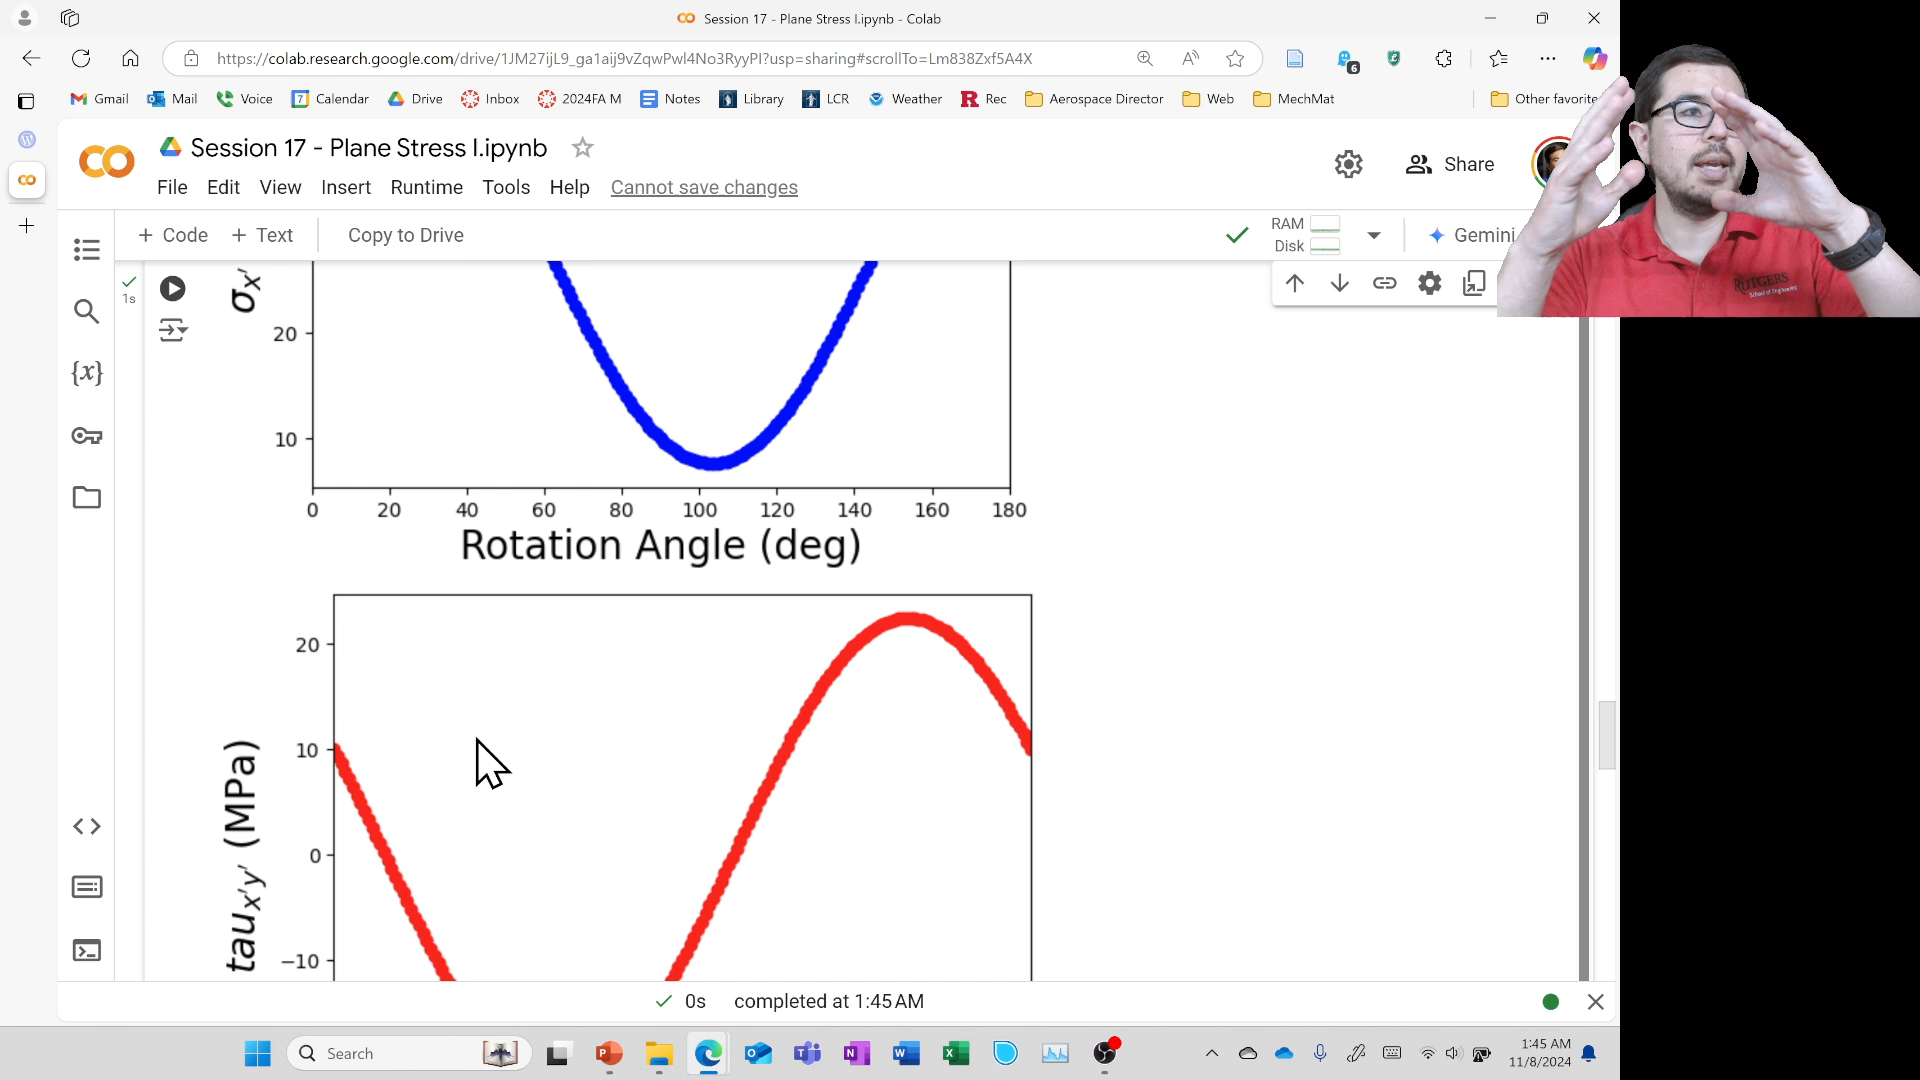 Session 17 - Plane Stress I.ipynb - Colab
https://colab.research.google.com/drive/1JM27ijL9_ga1aij9vZqwPwl4No3RyyPI?usp=sharing#scrollTo=Lm838Zxf5A4X
6
Gmail Mail Voice Calendar Drive Inbox 2024FA M Notes Library LCR Weather Rec Aerospace Director Web MechMat Other favorite
Session 17 - Plane Stress I.ipynb
Share
File Edit View Insert Runtime Tools Help Cannot save changes
+ Code + Text Copy to Drive
RAM
Disk
Gemini
1s
σx'
20
10
0 20 40 60 80 100 120 140 160 180
Rotation Angle (deg)
20
10
0
−10
taux'y' (MPa)
RUTGERS
School of Engineering
0s completed at 1:45 AM
Search
1:45 AM
11/8/2024